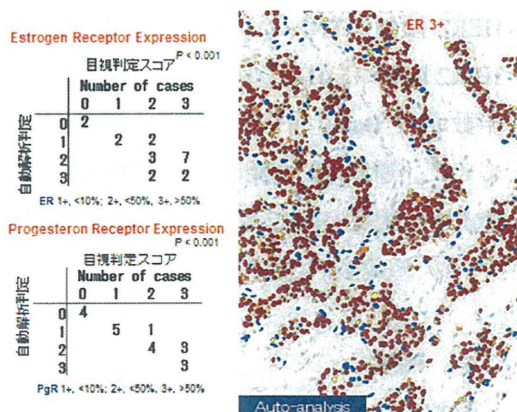 Estrogen Receptor Expression
P < 0.001
目視判定スコア
Number of cases
0 1 2 3
自動解析判定
0 2
1 2 2
2 3 7
3 2 2
ER 1+, <10%; 2+, <50%, 3+, >50%
Progesteron Receptor Expression
P < 0.001
目視判定スコア
Number of cases
0 1 2 3
自動解析判定
0 4
1 5 1
2 4 3
3 3
PgR 1+, <10%; 2+, <50%, 3+, >50%
ER 3+
Auto-analysis